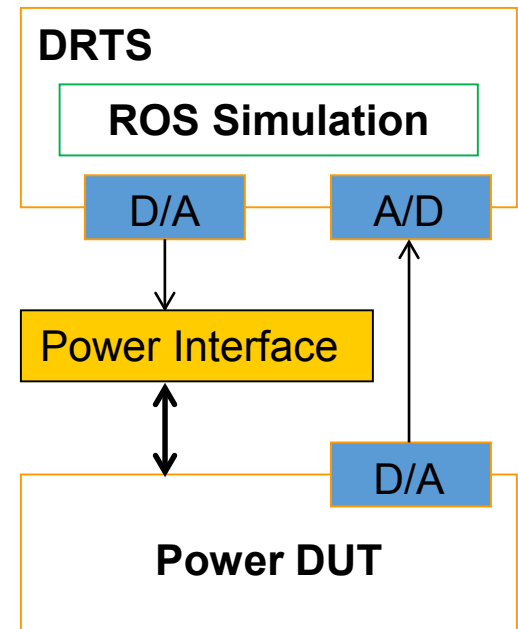 DRTS
ROS Simulation
D/A A/D
Power Interface
D/A
Power DUT